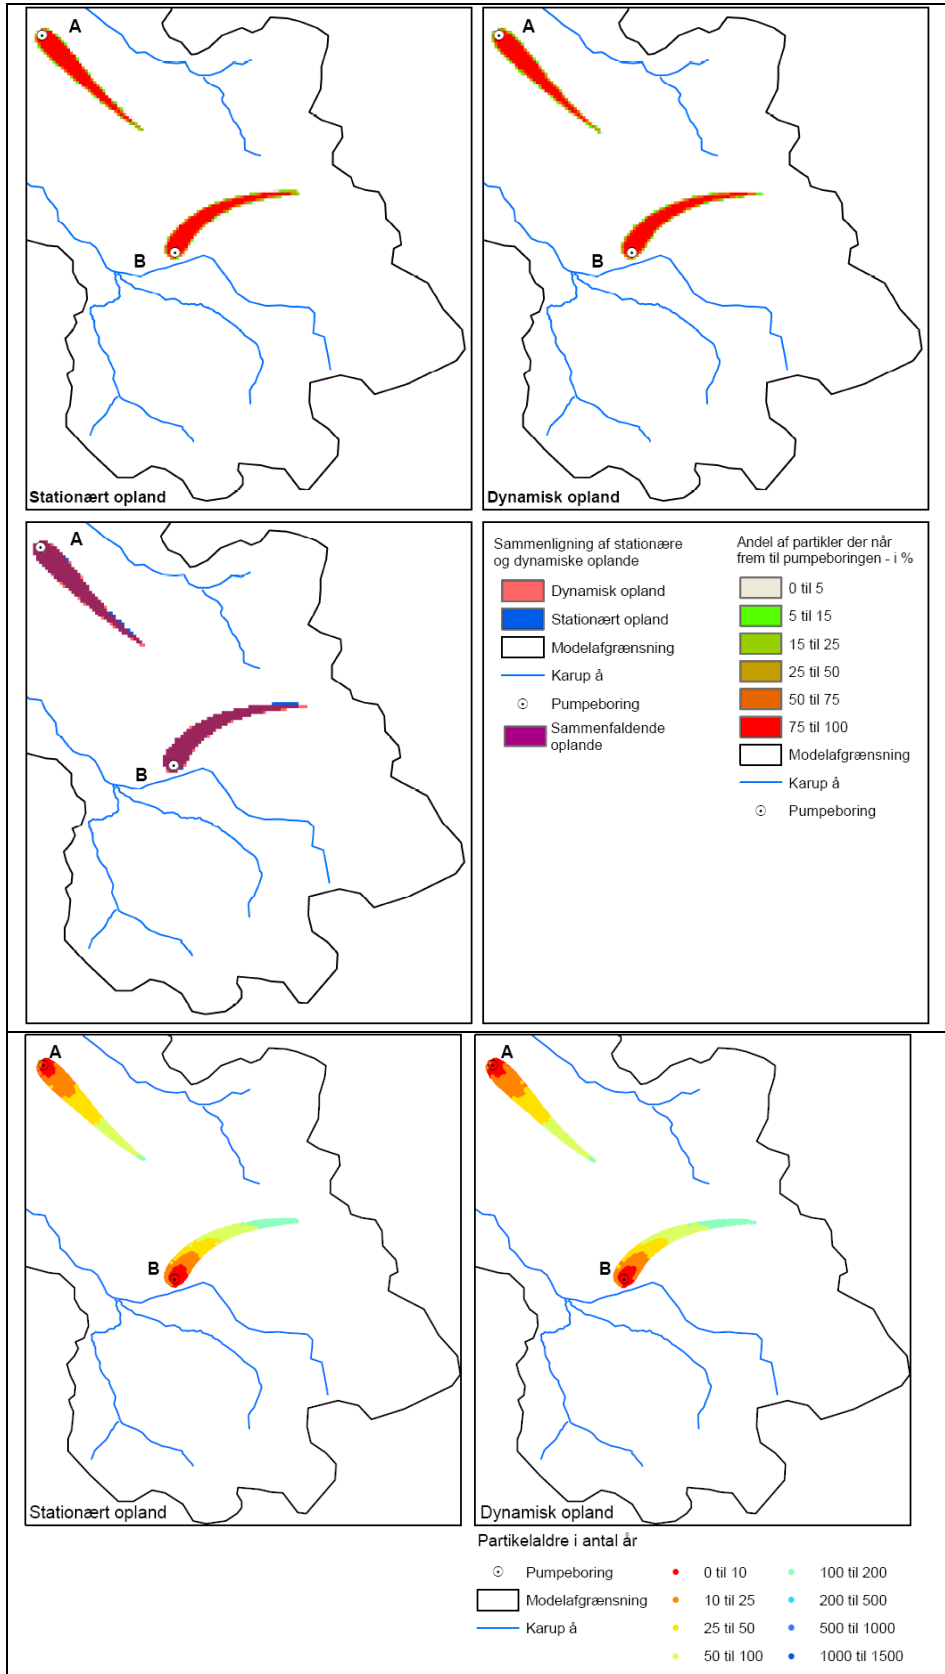 A
B
Stationært opland
A
B
Dynamisk opland
A
B
Sammenligning af stationære
og dynamiske oplande
Dynamisk opland
Stationært opland
Modelafgrænsning
Karup å
Pumpeboring
Sammenfaldende
oplande
Andel af partikler der når
frem til pumpeboringen - i %
0 til 5
5 til 15
15 til 25
25 til 50
50 til 75
75 til 100
Modelafgrænsning
Karup å
Pumpeboring
A
B
Stationært opland
A
B
Dynamisk opland
Partikelaldre i antal år
Pumpeboring
Modelafgrænsning
Karup å
0 til 10
10 til 25
25 til 50
50 til 100
100 til 200
200 til 500
500 til 1000
1000 til 1500